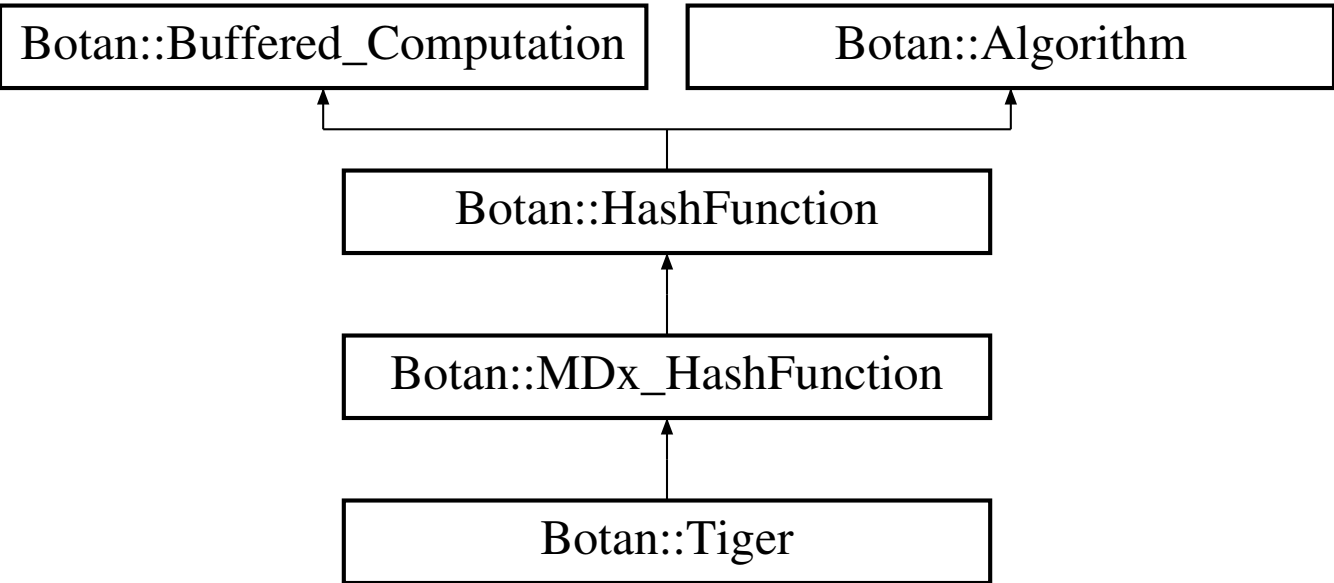 Botan::Buffered_Computation
Botan::Algorithm
Botan::HashFunction
Botan::MDx_HashFunction
Botan::Tiger